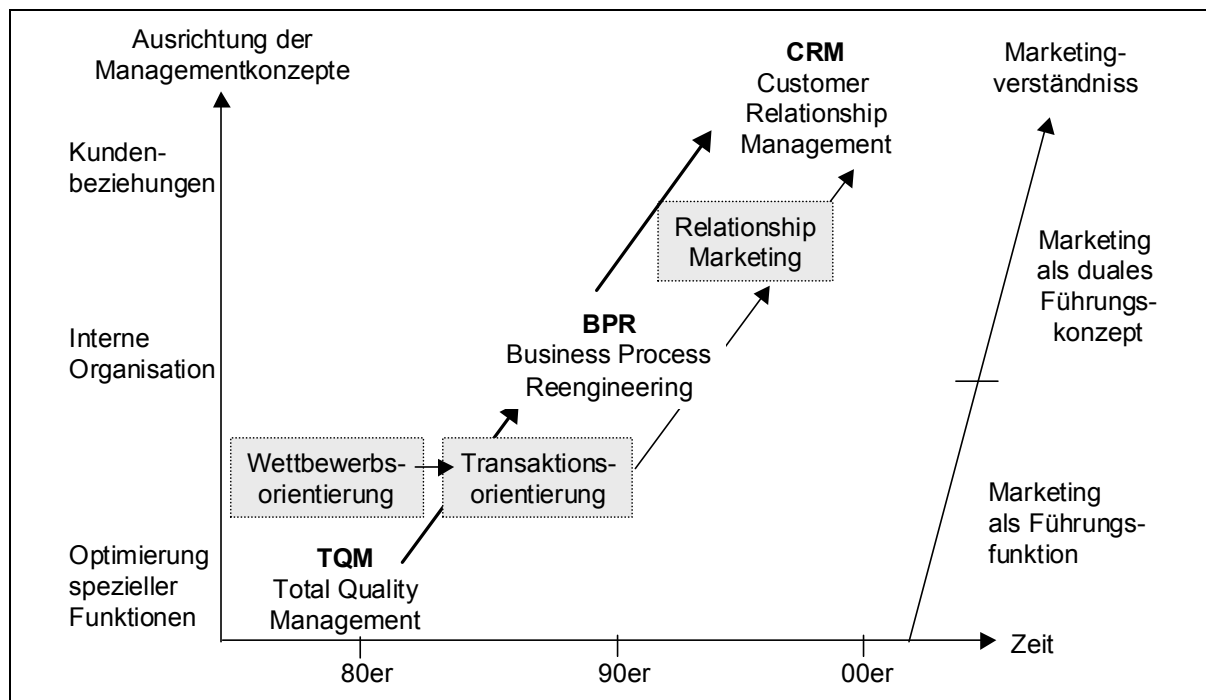 Ausrichtung der
Managementkonzepte
CRM
Customer
Relationship
Management
Marketing-
verständniss
Kunden-
beziehungen
Relationship
Marketing
Marketing
als duales
Führungs-
konzept
Interne
Organisation
BPR
Business Process
Reengineering
Wettbewerbs-
orientierung
Transaktions-
orientierung
Marketing
als Führungs-
funktion
Optimierung
spezieller
Funktionen
TQM
Total Quality
Management
Zeit
80er
90er
00er